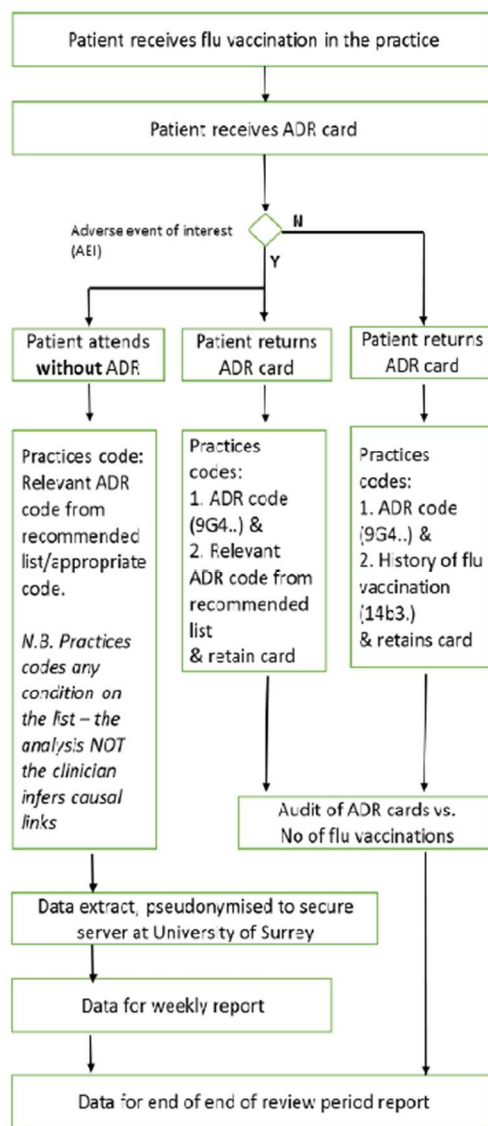 Patient receives flu vaccination in the practice
Patient receives ADR card
Adverse event of interest
(AEI)
N
Y
Patient attends
without ADR
Patient returns
ADR card
Patient returns
ADR card
Practices code:
Relevant ADR
code from
recommended
list/appropriate
code.
N.B. Practices
codes any
condition on
the list – the
analysis NOT
the clinician
infers causal
links
Practices
codes:
1. ADR code
(9G4..) &
2. Relevant
ADR code from
recommended
list
& retain card
Practices
codes:
1. ADR code
(9G4..) &
2. History of flu
vaccination
(14b3.)
& retains card
Audit of ADR cards vs.
No of flu vaccinations
Data extract, pseudonymised to secure
server at University of Surrey
Data for weekly report
Data for end of end of review period report